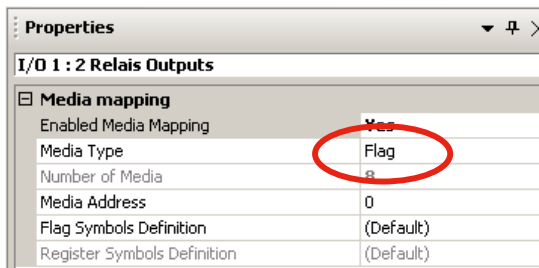 Properties
I/O 1 : 2 Relais Outputs
Media mapping
Enabled Media Mapping Yes
Media Type Flag
Number of Media 8
Media Address 0
Flag Symbols Definition (Default)
Register Symbols Definition (Default)